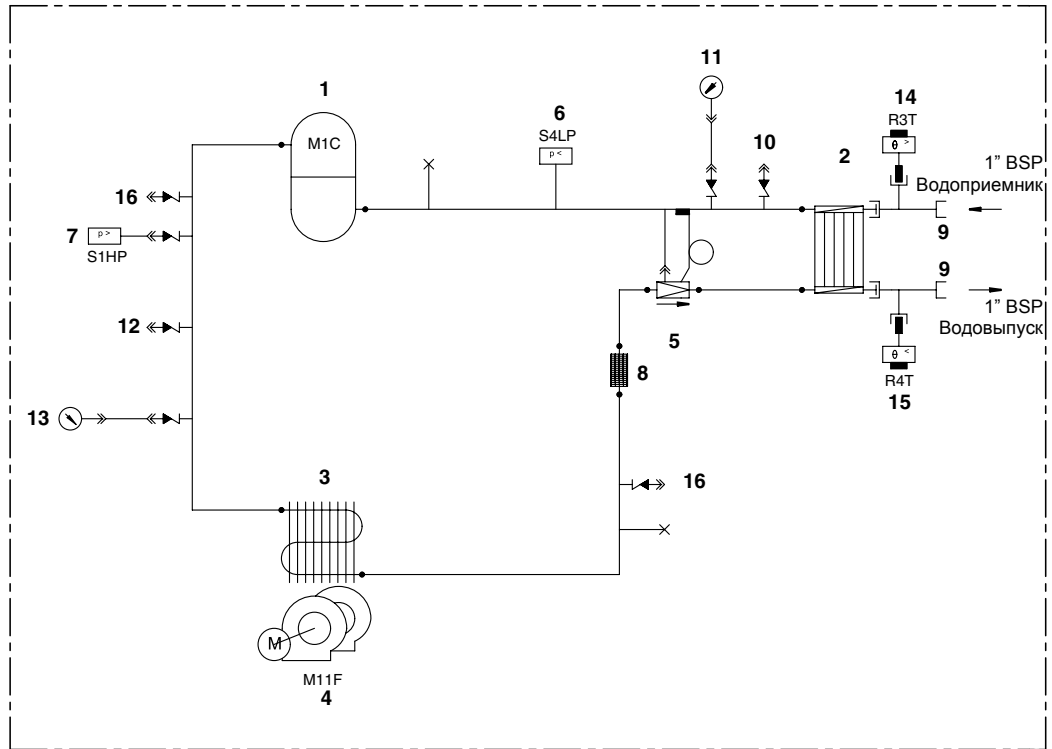 11
1
M1C
6
S4LP
p <
10
14
R3T
θ >
2
1” BSP
Водоприемник
9
16
7
p >
S1HP
9
1” BSP
Водовыпуск
12
5
8
θ <
R4T
15
13
3
16
M
M11F
4